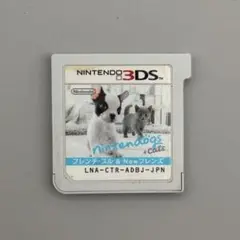 Nintendo
NINTENDO 3DS
nintendogs
+cats
フレンチ・ブル & Newフレンズ
LNA-CTR-ADBJ-JPN